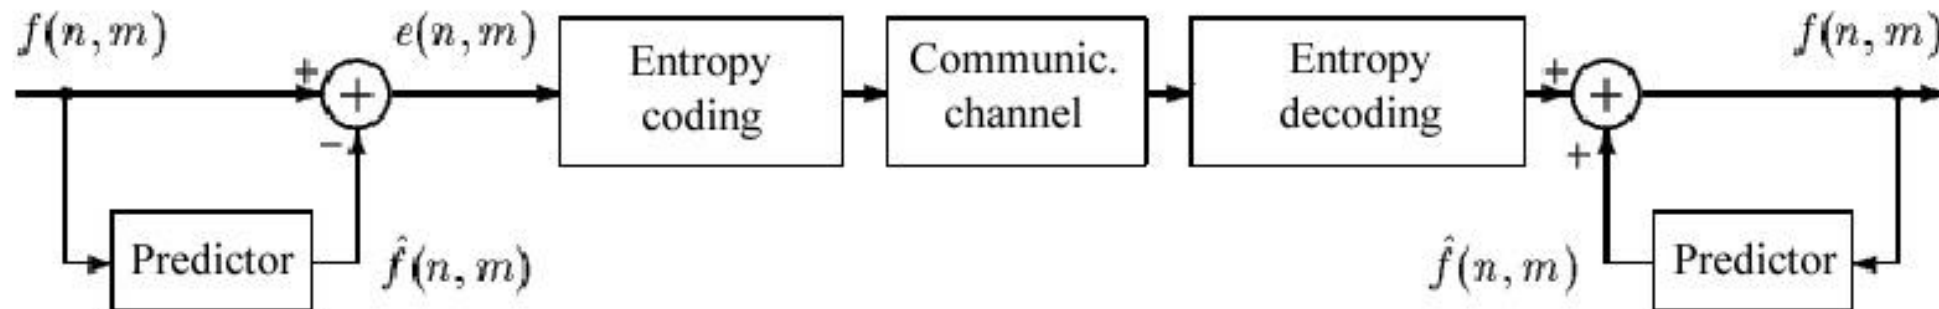 f(n, m)
e(n, m)
f(n, m)
+
+
−
Entropy
coding
Communic.
channel
Entropy
decoding
+
+
+
Predictor
f̂(n, m)
f̂(n, m)
Predictor